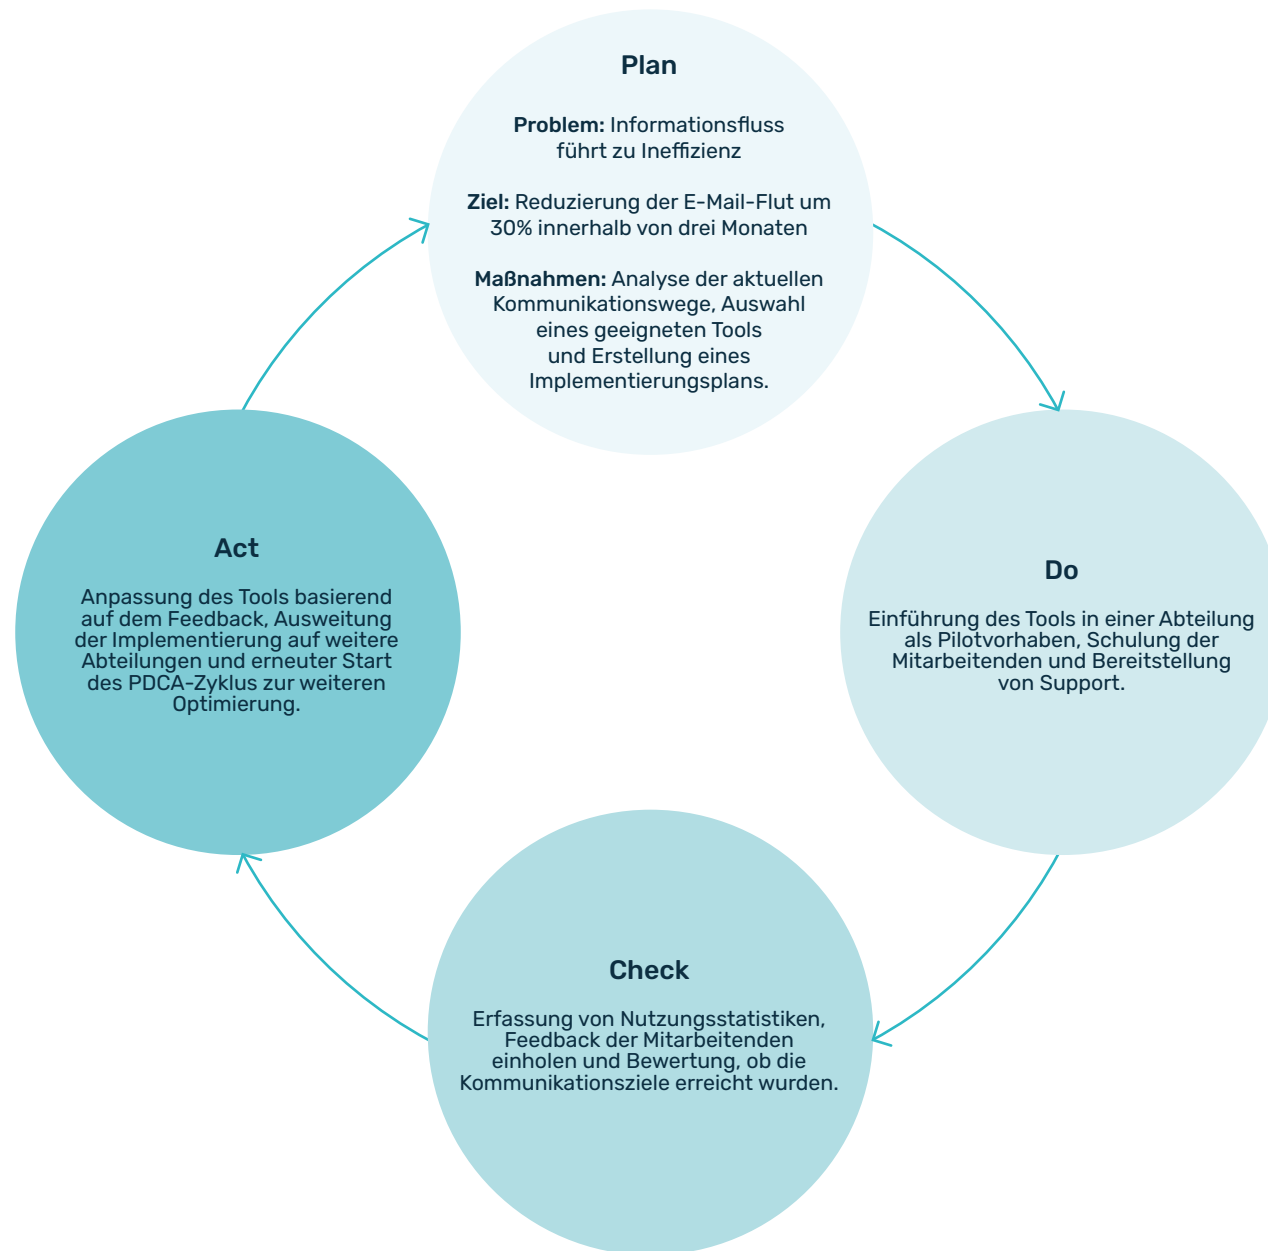 Plan
Problem: Informationsfluss
führt zu Ineffizienz
Ziel: Reduzierung der E-Mail-Flut um
30% innerhalb von drei Monaten
Maßnahmen: Analyse der aktuellen
Kommunikationswege, Auswahl
eines geeigneten Tools
und Erstellung eines
Implementierungsplans.
Do
Einführung des Tools in einer Abteilung
als Pilotvorhaben, Schulung der
Mitarbeitenden und Bereitstellung
von Support.
Check
Erfassung von Nutzungsstatistiken,
Feedback der Mitarbeitenden
einholen und Bewertung, ob die
Kommunikationsziele erreicht wurden.
Act
Anpassung des Tools basierend
auf dem Feedback, Ausweitung
der Implementierung auf weitere
Abteilungen und erneuter Start
des PDCA-Zyklus zur weiteren
Optimierung.